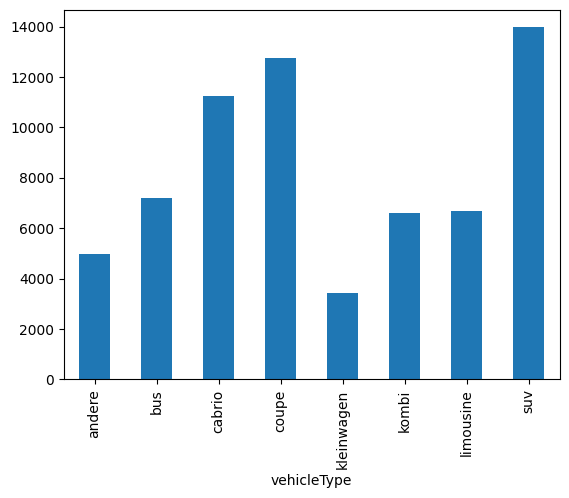 14000
12000
10000
8000
6000
4000
2000
0
andere
bus
cabrio
coupe
kleinwagen
kombi
limousine
suv
vehicleType